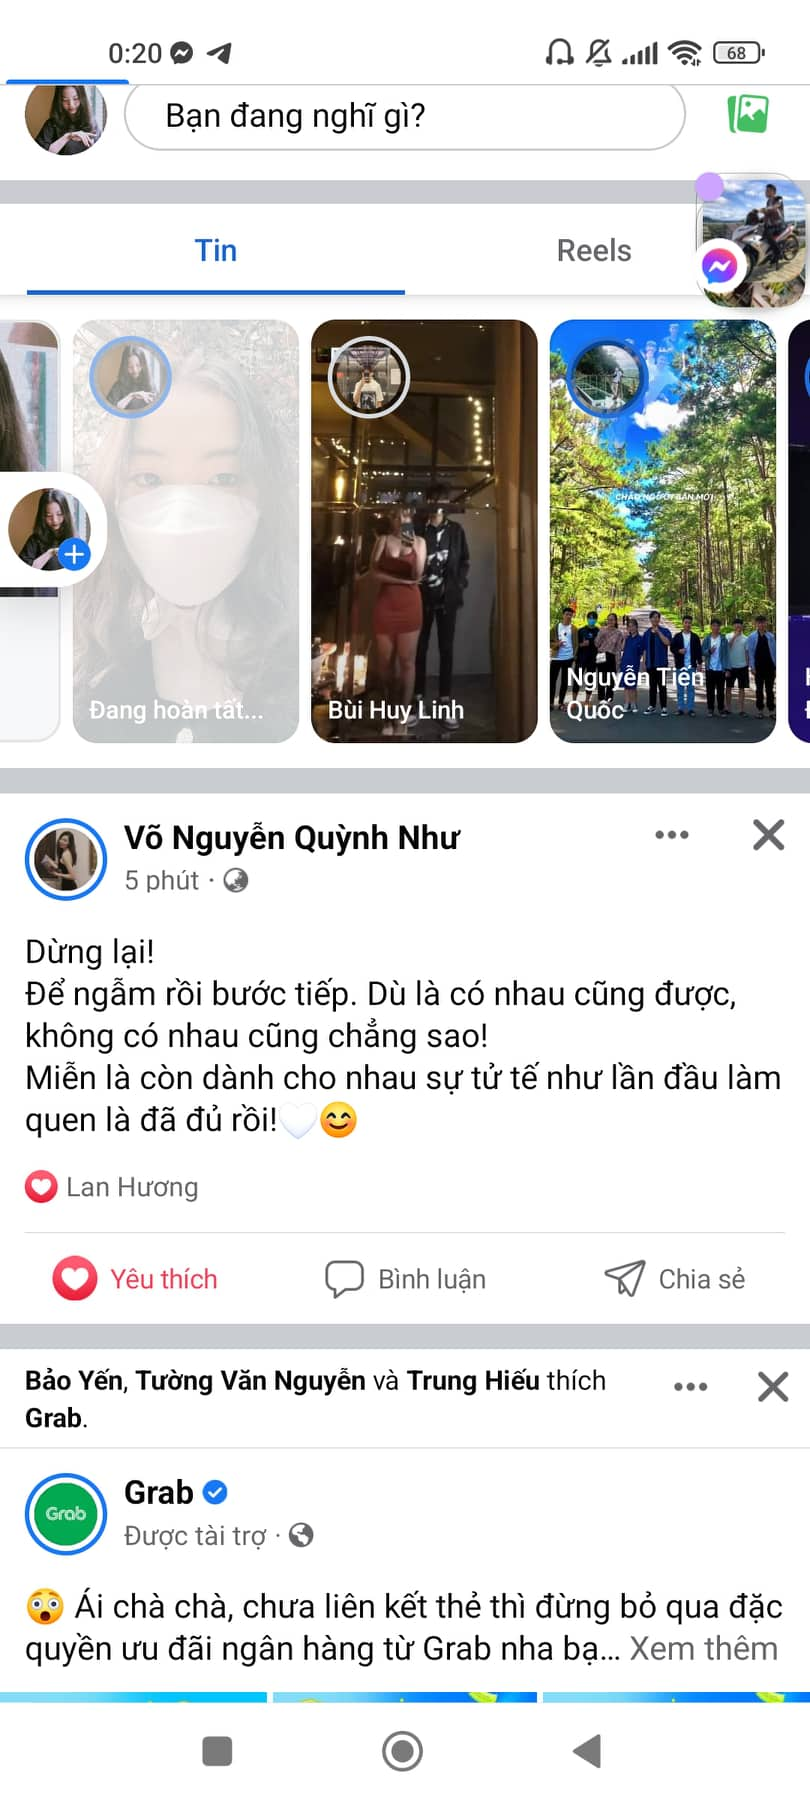 0:20
68
Bạn đang nghĩ gì?
Tin
Reels
CHÀO NGƯỜI BẠN MỚI
Đang hoàn tất...
Bùi Huy Linh
Nguyễn Tiến
Quốc
Võ Nguyễn Quỳnh Như
5 phút ·
Dừng lại!
Để ngẫm rồi bước tiếp. Dù là có nhau cũng được,
không có nhau cũng chẳng sao!
Miễn là còn dành cho nhau sự tử tế như lần đầu làm
quen là đã đủ rồi!🤍😊
Lan Hương
Yêu thích
Bình luận
Chia sẻ
Bảo Yến, Tường Văn Nguyễn và Trung Hiếu thích
Grab.
Grab
Grab
Được tài trợ ·
😲 Ái chà chà, chưa liên kết thẻ thì đừng bỏ qua đặc
quyền ưu đãi ngân hàng từ Grab nha bạ... Xem thêm